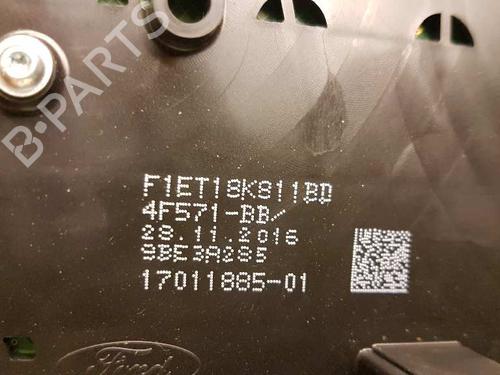 B-PARTS
F1ET18K811BD
4F571-BB/
28.11.2016
9BE3A285
17011885-01
Ford